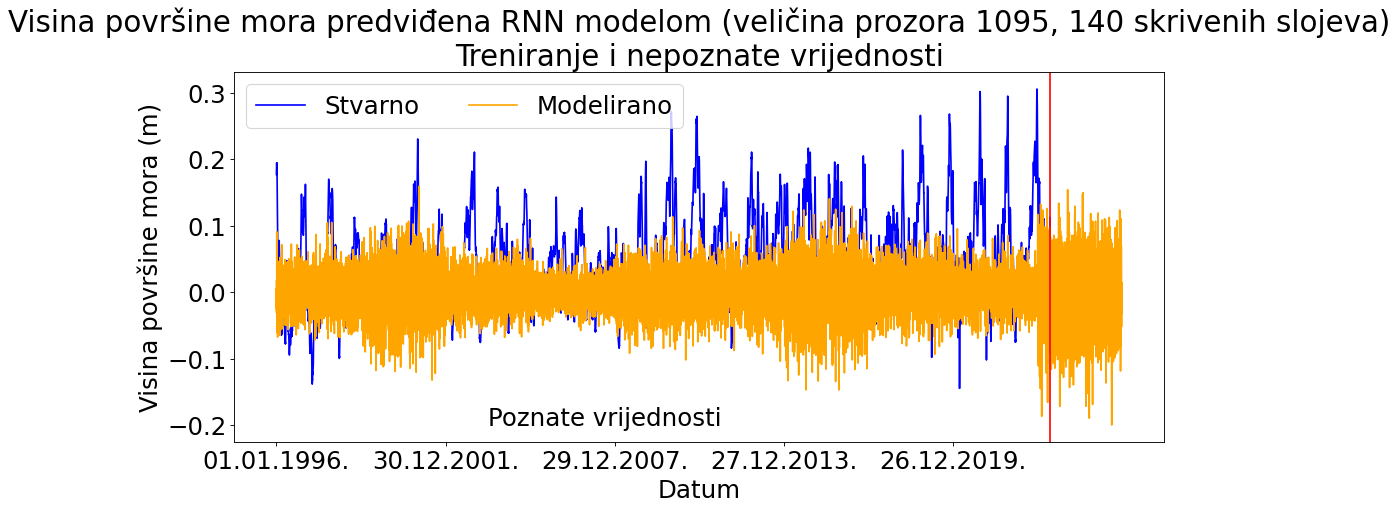 Visina površine mora predviđena RNN modelom (veličina prozora 1095, 140 skrivenih slojeva)
Treniranje i nepoznate vrijednosti
Stvarno
Modelirano
Visina površine mora (m)
0.3
0.2
0.1
0.0
−0.1
−0.2
Poznate vrijednosti
01.01.1996.
30.12.2001.
29.12.2007.
27.12.2013.
26.12.2019.
Datum